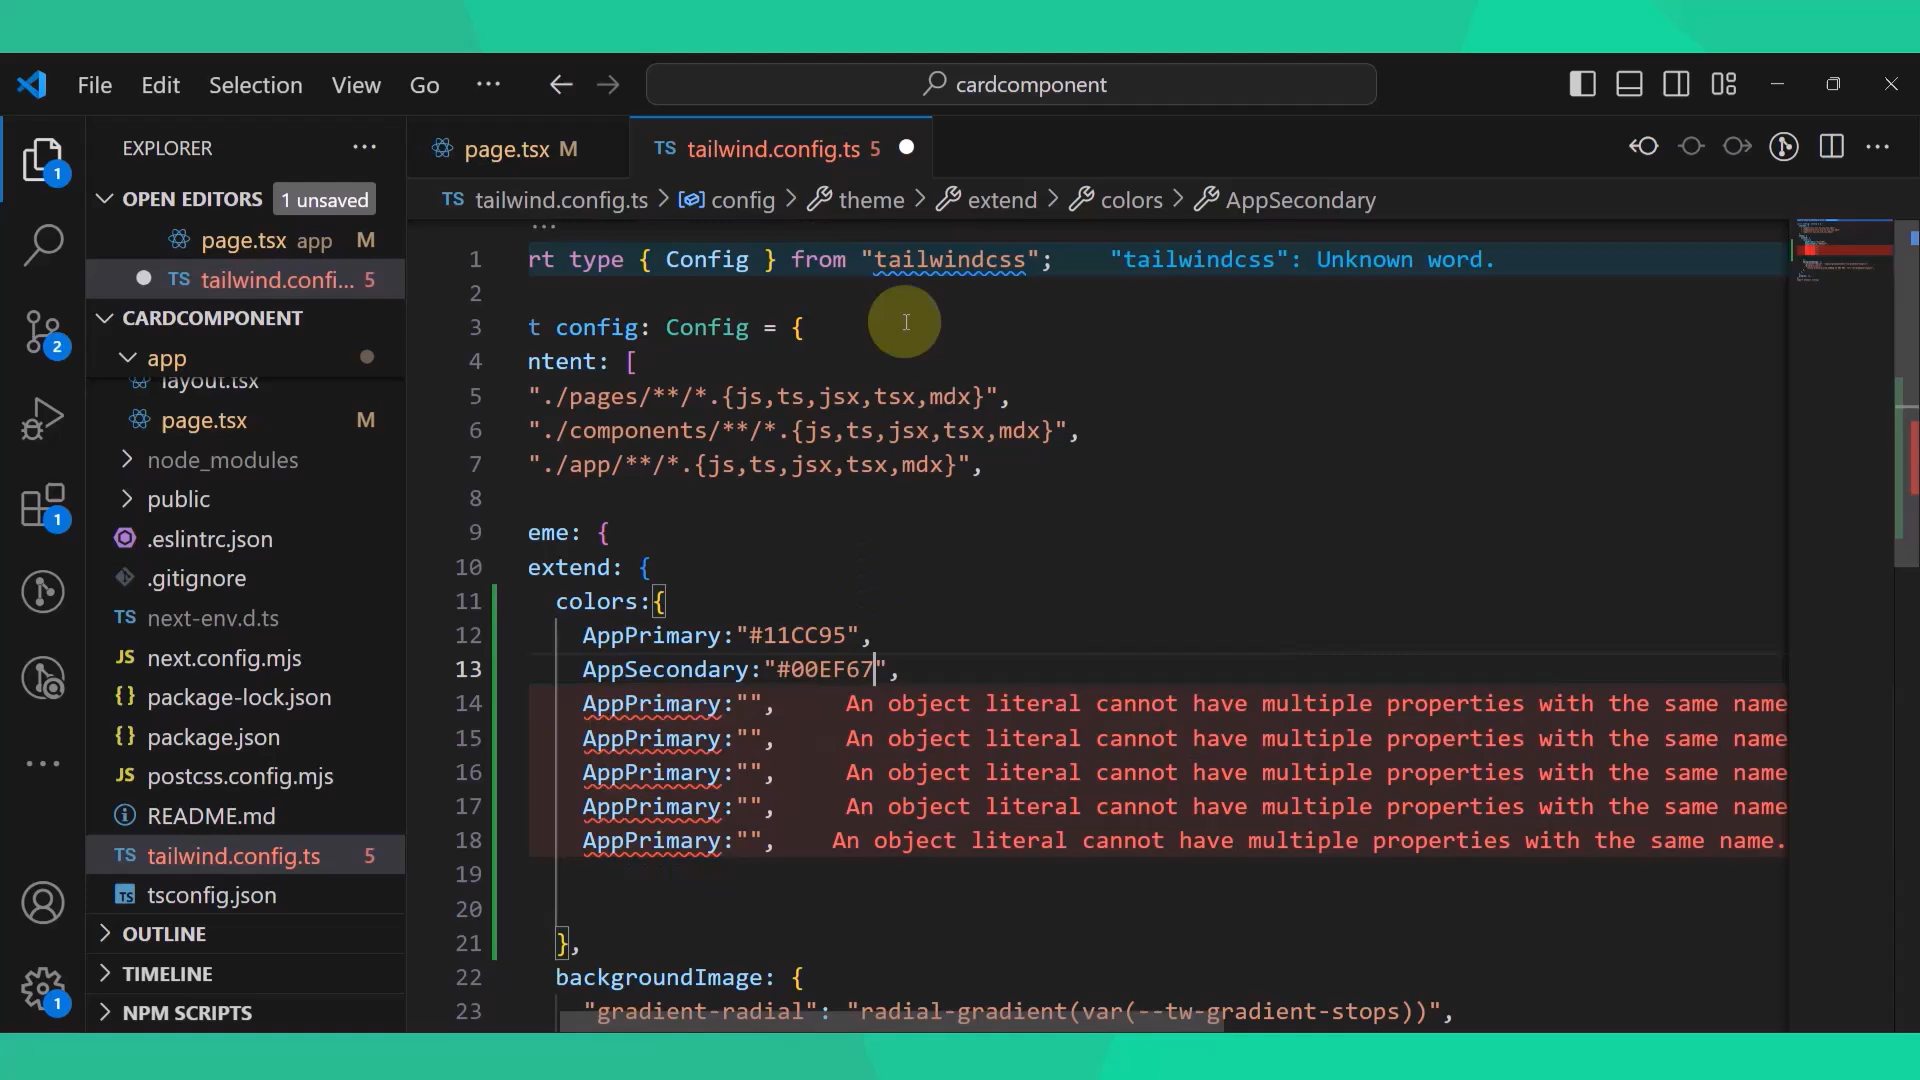 File Edit Selection View Go ··· cardcomponent
EXPLORER ···
OPEN EDITORS 1 unsaved
page.tsx app M
TS tailwind.confi... 5
CARDCOMPONENT
app
layout.tsx
page.tsx M
node_modules
public
.eslintrc.json
.gitignore
TS next-env.d.ts
JS next.config.mjs
{} package-lock.json
{} package.json
JS postcss.config.mjs
README.md
TS tailwind.config.ts 5
TS tsconfig.json
OUTLINE
TIMELINE
NPM SCRIPTS
1
2
1
1
page.tsx M
TS tailwind.config.ts 5
TS tailwind.config.ts > config > theme > extend > colors > AppSecondary
...
1 rt type { Config } from "tailwindcss"; "tailwindcss": Unknown word.
2
3 t config: Config = {
4 ntent: [
5 "./pages/**/*.{js,ts,jsx,tsx,mdx}",
6 "./components/**/*.{js,ts,jsx,tsx,mdx}",
7 "./app/**/*.{js,ts,jsx,tsx,mdx}",
8
9 eme: {
10 extend: {
11 colors:{
12 AppPrimary:"#11CC95",
13 AppSecondary:"#00EF67",
14 AppPrimary:"", An object literal cannot have multiple properties with the same name
15 AppPrimary:"", An object literal cannot have multiple properties with the same name
16 AppPrimary:"", An object literal cannot have multiple properties with the same name
17 AppPrimary:"", An object literal cannot have multiple properties with the same name
18 AppPrimary:"", An object literal cannot have multiple properties with the same name.
19
20
21 },
22 backgroundImage: {
23 "gradient-radial": "radial-gradient(var(--tw-gradient-stops))",